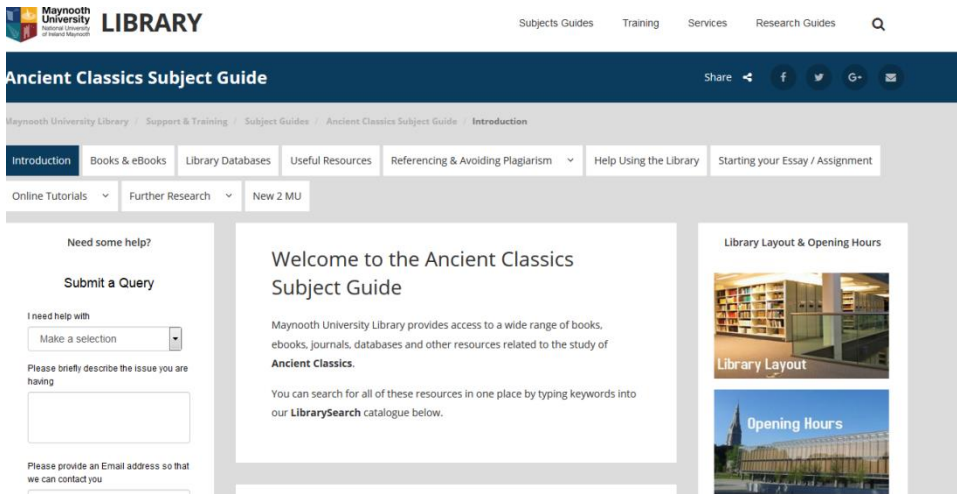 Maynooth
University
National University
of Ireland Maynooth
LIBRARY
Subjects Guides Training Services Research Guides
Ancient Classics Subject Guide
Share
f
G+
Maynooth University Library / Support & Training / Subject Guides / Ancient Classics Subject Guide / Introduction
Introduction Books & eBooks Library Databases Useful Resources Referencing & Avoiding Plagiarism Help Using the Library Starting your Essay / Assignment
Online Tutorials Further Research New 2 MU
Need some help?
Submit a Query
I need help with
Make a selection
Please briefly describe the issue you are
having
Please provide an Email address so that
we can contact you
Welcome to the Ancient Classics
Subject Guide
Maynooth University Library provides access to a wide range of books,
ebooks, journals, databases and other resources related to the study of
Ancient Classics.
You can search for all of these resources in one place by typing keywords into
our LibrarySearch catalogue below.
Library Layout & Opening Hours
Library Layout
Opening Hours